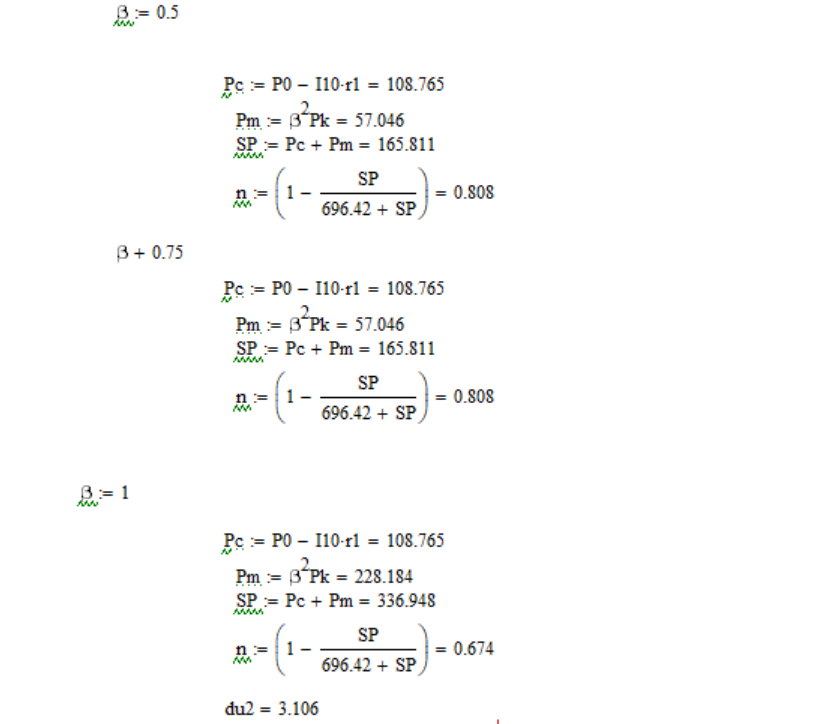 β := 0.5
Pc := P0 − I10·r1 = 108.765
Pm := β²Pk = 57.046
SP := Pc + Pm = 165.811
n := (1 − SP / (696.42 + SP)) = 0.808
β + 0.75
Pc := P0 − I10·r1 = 108.765
Pm := β²Pk = 57.046
SP := Pc + Pm = 165.811
n := (1 − SP / (696.42 + SP)) = 0.808
β := 1
Pc := P0 − I10·r1 = 108.765
Pm := β²Pk = 228.184
SP := Pc + Pm = 336.948
n := (1 − SP / (696.42 + SP)) = 0.674
du2 = 3.106